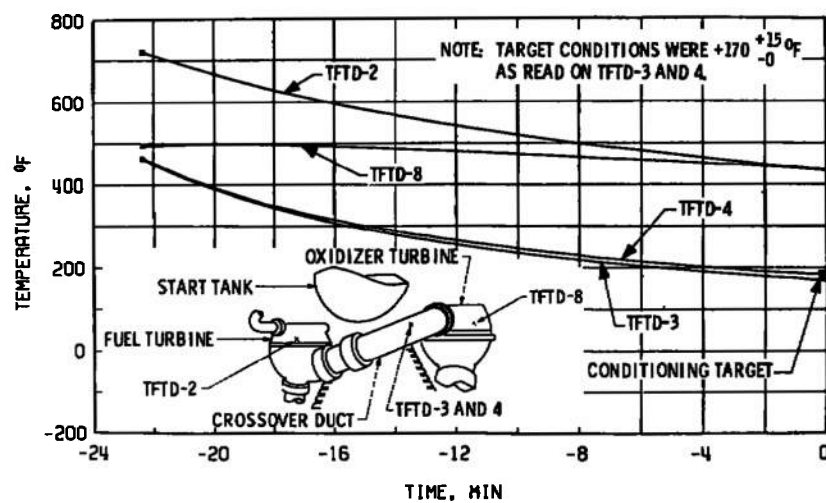 800
600
400
200
0
-200
-24
-20
-16
-12
-8
-4
0
TEMPERATURE, °F
TIME, MIN
NOTE: TARGET CONDITIONS WERE +170 +15 -0 °F
AS READ ON TFTD-3 AND 4.
TFTD-2
TFTD-8
TFTD-4
OXIDIZER TURBINE
START TANK
TFTD-8
TFTD-3
FUEL TURBINE
CONDITIONING TARGET
TFTD-2
TFTD-3 AND 4
CROSSOVER DUCT